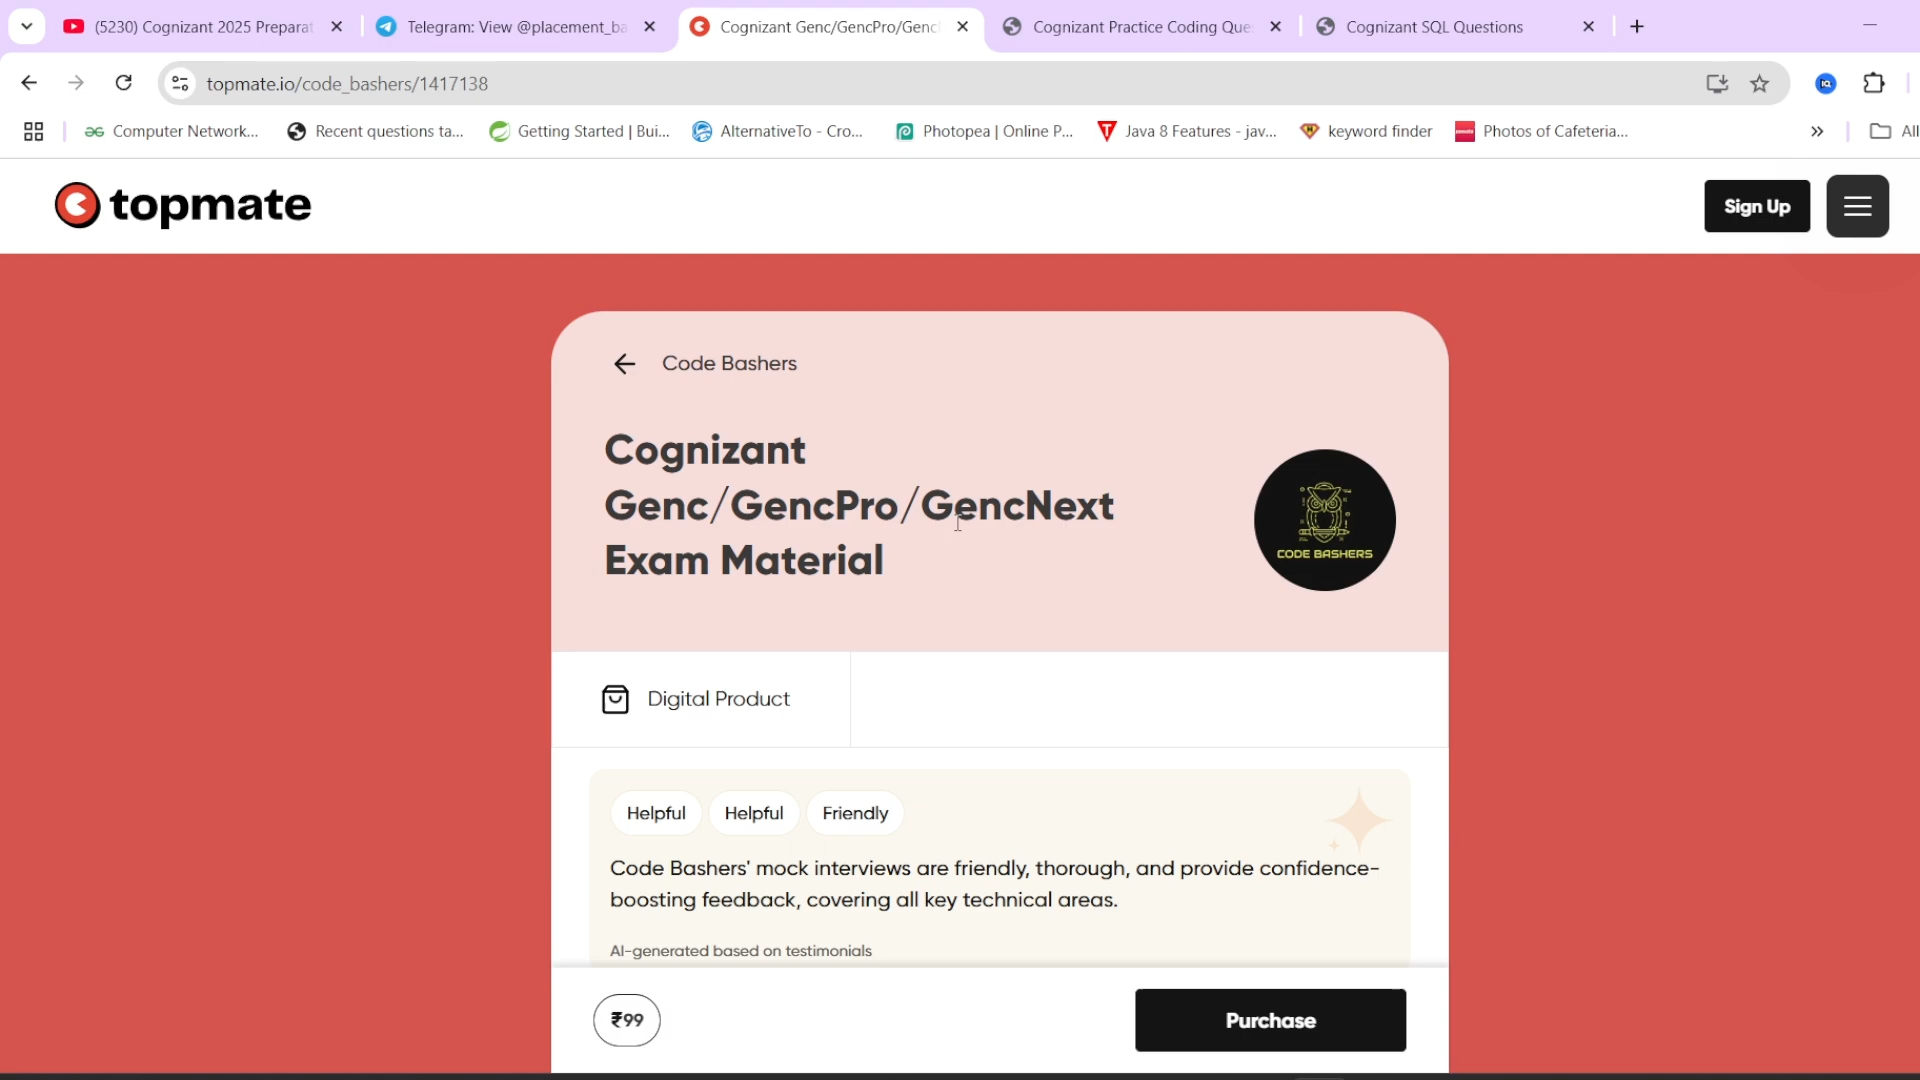 (5230) Cognizant 2025 Preparat
Telegram: View @placement_ba
Cognizant Genc/GencPro/Genc
Cognizant Practice Coding Que
Cognizant SQL Questions
topmate.io/code_bashers/1417138
Computer Network...
Recent questions ta...
Getting Started | Bui...
AlternativeTo - Cro...
Photopea | Online P...
Java 8 Features - jav...
keyword finder
Photos of Cafeteria...
All
topmate
Sign Up
Code Bashers
Cognizant
Genc/GencPro/GencNext
Exam Material
CODE BASHERS
Digital Product
Helpful
Helpful
Friendly
Code Bashers' mock interviews are friendly, thorough, and provide confidence-
boosting feedback, covering all key technical areas.
AI-generated based on testimonials
₹99
Purchase